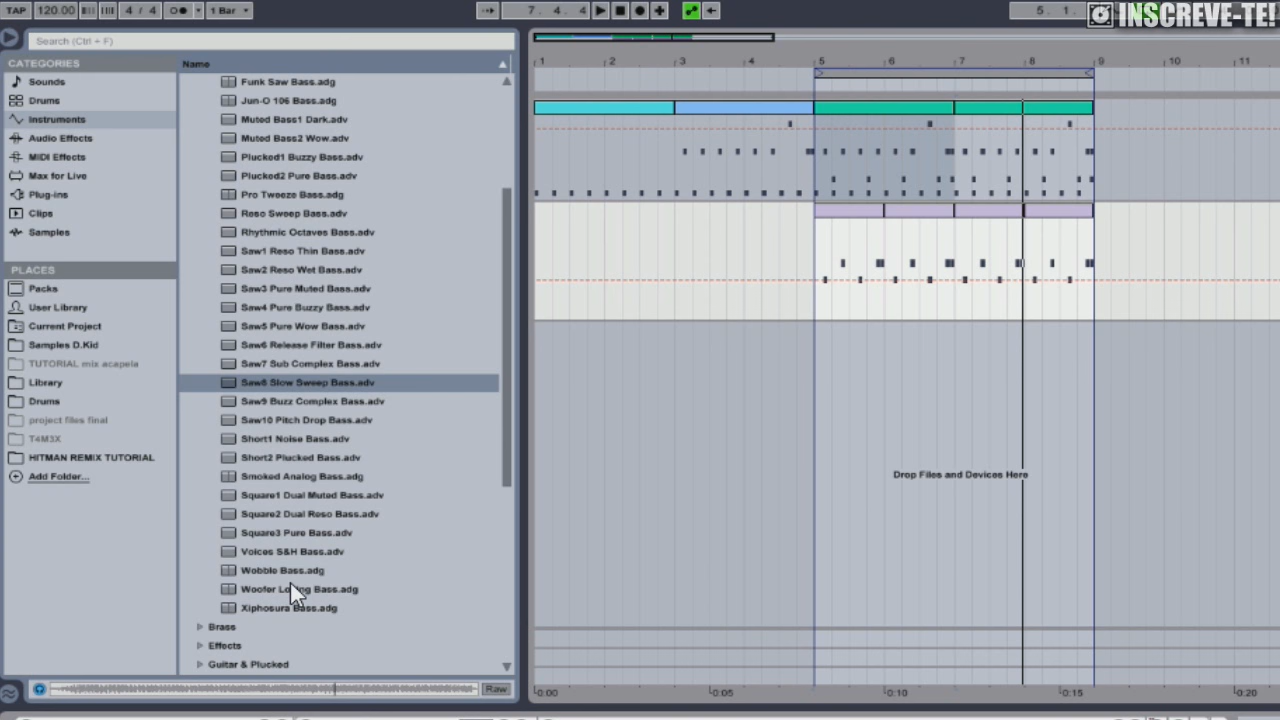 TAP 120.00 4 / 4 1 Bar 7. 4. 4 5. 1.
INSCREVE-TE!
Search (Ctrl + F)
CATEGORIES
Sounds
Drums
Instruments
Audio Effects
MIDI Effects
Max for Live
Plug-ins
Clips
Samples
PLACES
Packs
User Library
Current Project
Samples D.Kid
TUTORIAL mix acapela
Library
Drums
project files final
T4M3X
HITMAN REMIX TUTORIAL
Add Folder...
Name
Funk Saw Bass.adg
Jun-O 106 Bass.adg
Muted Bass1 Dark.adv
Muted Bass2 Wow.adv
Plucked1 Buzzy Bass.adv
Plucked2 Pure Bass.adv
Pro Tweeze Bass.adg
Reso Sweep Bass.adv
Rhythmic Octaves Bass.adv
Saw1 Reso Thin Bass.adv
Saw2 Reso Wet Bass.adv
Saw3 Pure Muted Bass.adv
Saw4 Pure Buzzy Bass.adv
Saw5 Pure Wow Bass.adv
Saw6 Release Filter Bass.adv
Saw7 Sub Complex Bass.adv
Saw8 Slow Sweep Bass.adv
Saw9 Buzz Complex Bass.adv
Saw10 Pitch Drop Bass.adv
Short1 Noise Bass.adv
Short2 Plucked Bass.adv
Smoked Analog Bass.adg
Square1 Dual Muted Bass.adv
Square2 Dual Reso Bass.adv
Square3 Pure Bass.adv
Voices S&H Bass.adv
Wobble Bass.adg
Woofer Loving Bass.adg
Xiphosura Bass.adg
Brass
Effects
Guitar & Plucked
Raw
1 2 3 4 5 6 7 8 9 10 11
Drop Files and Devices Here
0:00 0:05 0:10 0:15 0:20